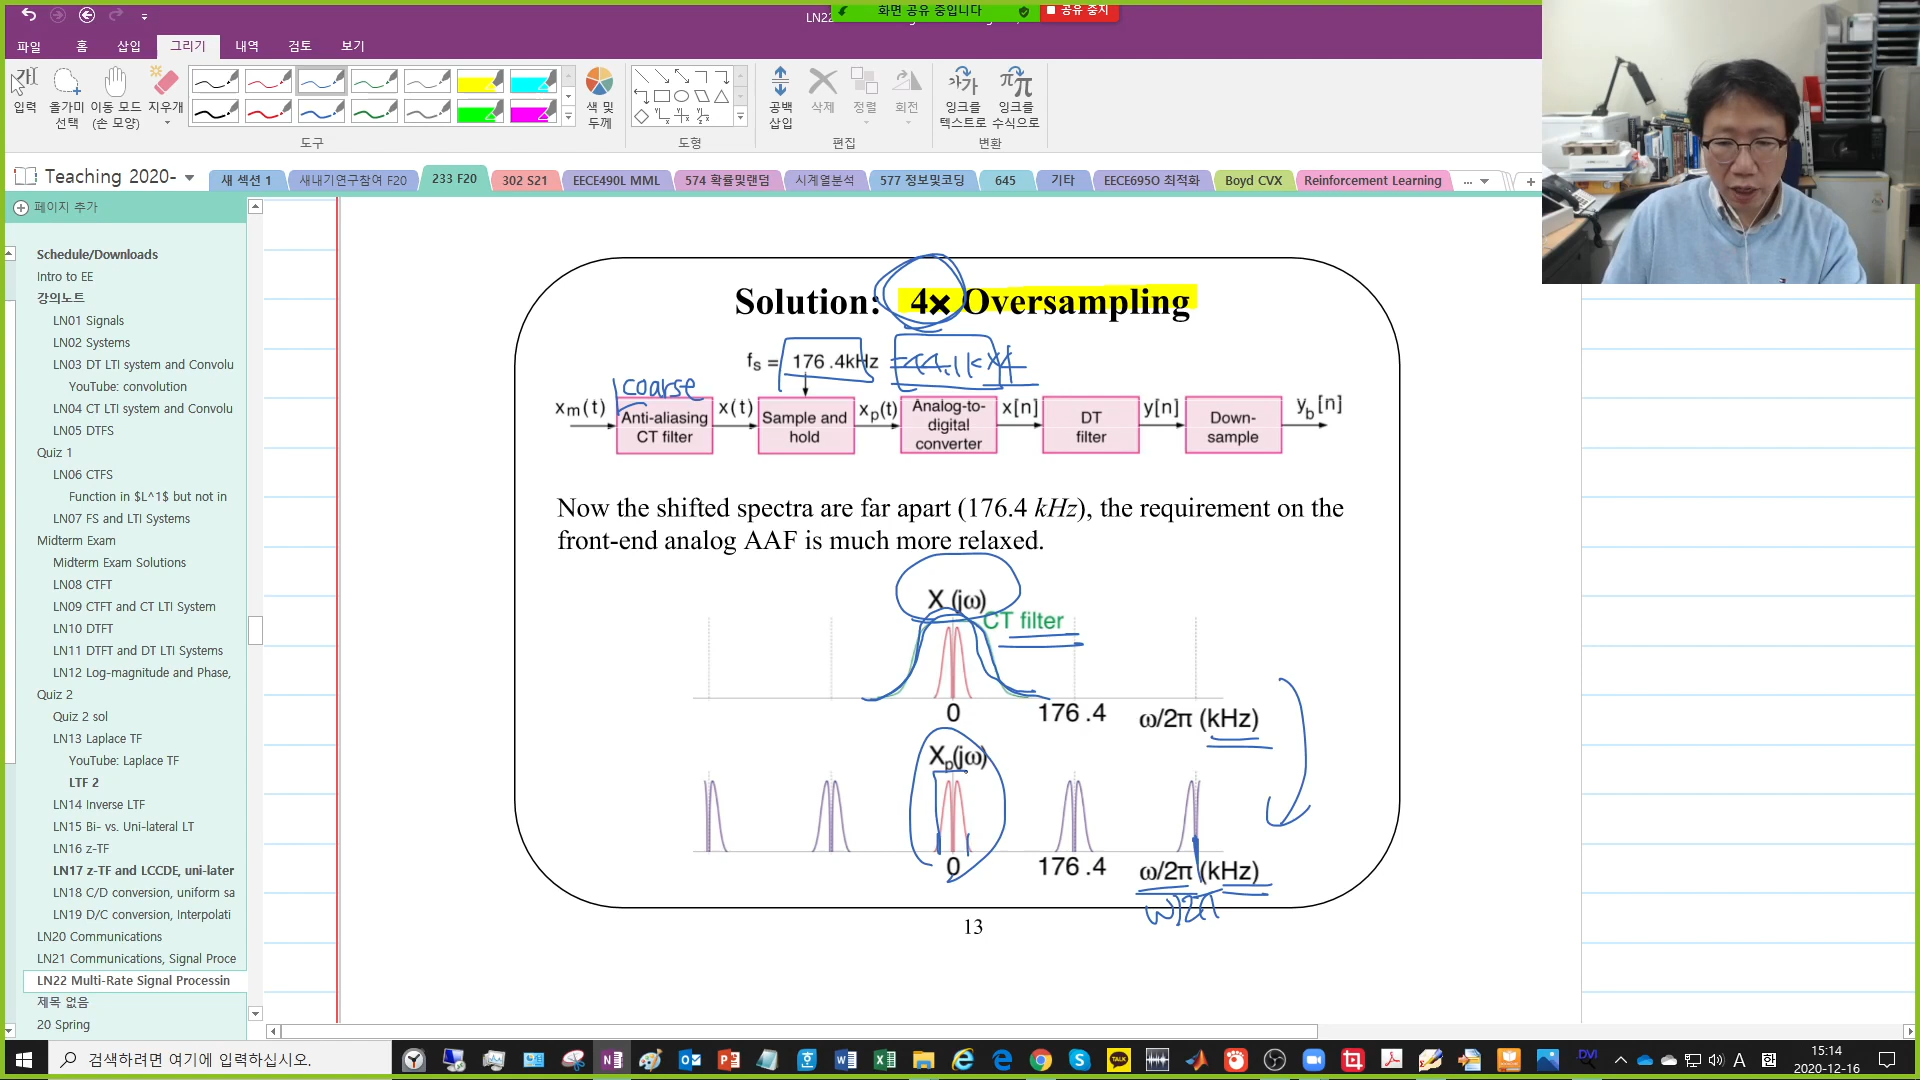 LN22
화면 공유 중입니다
공유 중지
파일 홈 삽입 그리기 내역 검토 보기
입력
올가미 선택
이동 모드 (손 모양)
지우개
색 및 두께
공백 삽입
삭제
정렬
회전
잉크를 텍스트로
잉크를 수식으로
도구 도형 편집 변환
Teaching 2020-
새 섹션 1
새내기연구참여 F20
233 F20
302 S21
EECE490L MML
574 확률및랜덤
시계열분석
577 정보및코딩
645
기타
EECE695O 최적화
Boyd CVX
Reinforcement Learning
...
페이지 추가
Schedule/Downloads
Intro to EE
강의노트
LN01 Signals
LN02 Systems
LN03 DT LTI system and Convolu
YouTube: convolution
LN04 CT LTI system and Convolu
LN05 DTFS
Quiz 1
LN06 CTFS
Function in $L^1$ but not in
LN07 FS and LTI Systems
Midterm Exam
Midterm Exam Solutions
LN08 CTFT
LN09 CTFT and CT LTI System
LN10 DTFT
LN11 DTFT and DT LTI Systems
LN12 Log-magnitude and Phase,
Quiz 2
Quiz 2 sol
LN13 Laplace TF
YouTube: Laplace TF
LTF 2
LN14 Inverse LTF
LN15 Bi- vs. Uni-lateral LT
LN16 z-TF
LN17 z-TF and LCCDE, uni-later
LN18 C/D conversion, uniform sa
LN19 D/C conversion, Interpolati
LN20 Communications
LN21 Communications, Signal Proce
LN22 Multi-Rate Signal Processin
제목 없음
20 Spring
Solution: 4× Oversampling
fs = 176.4kHz = 44.1k×4
coarse
xm(t)
Anti-aliasing CT filter
x(t)
Sample and hold
xp(t)
Analog-to-digital converter
x[n]
DT filter
y[n]
Down-sample
yb[n]
Now the shifted spectra are far apart (176.4 kHz), the requirement on the
front-end analog AAF is much more relaxed.
X (jω)
CT filter
0 176.4 ω/2π (kHz)
Xp(jω)
0 176.4 ω/2π (kHz)
ω/2π
13
검색하려면 여기에 입력하십시오.
A
한
15:14
2020-12-16